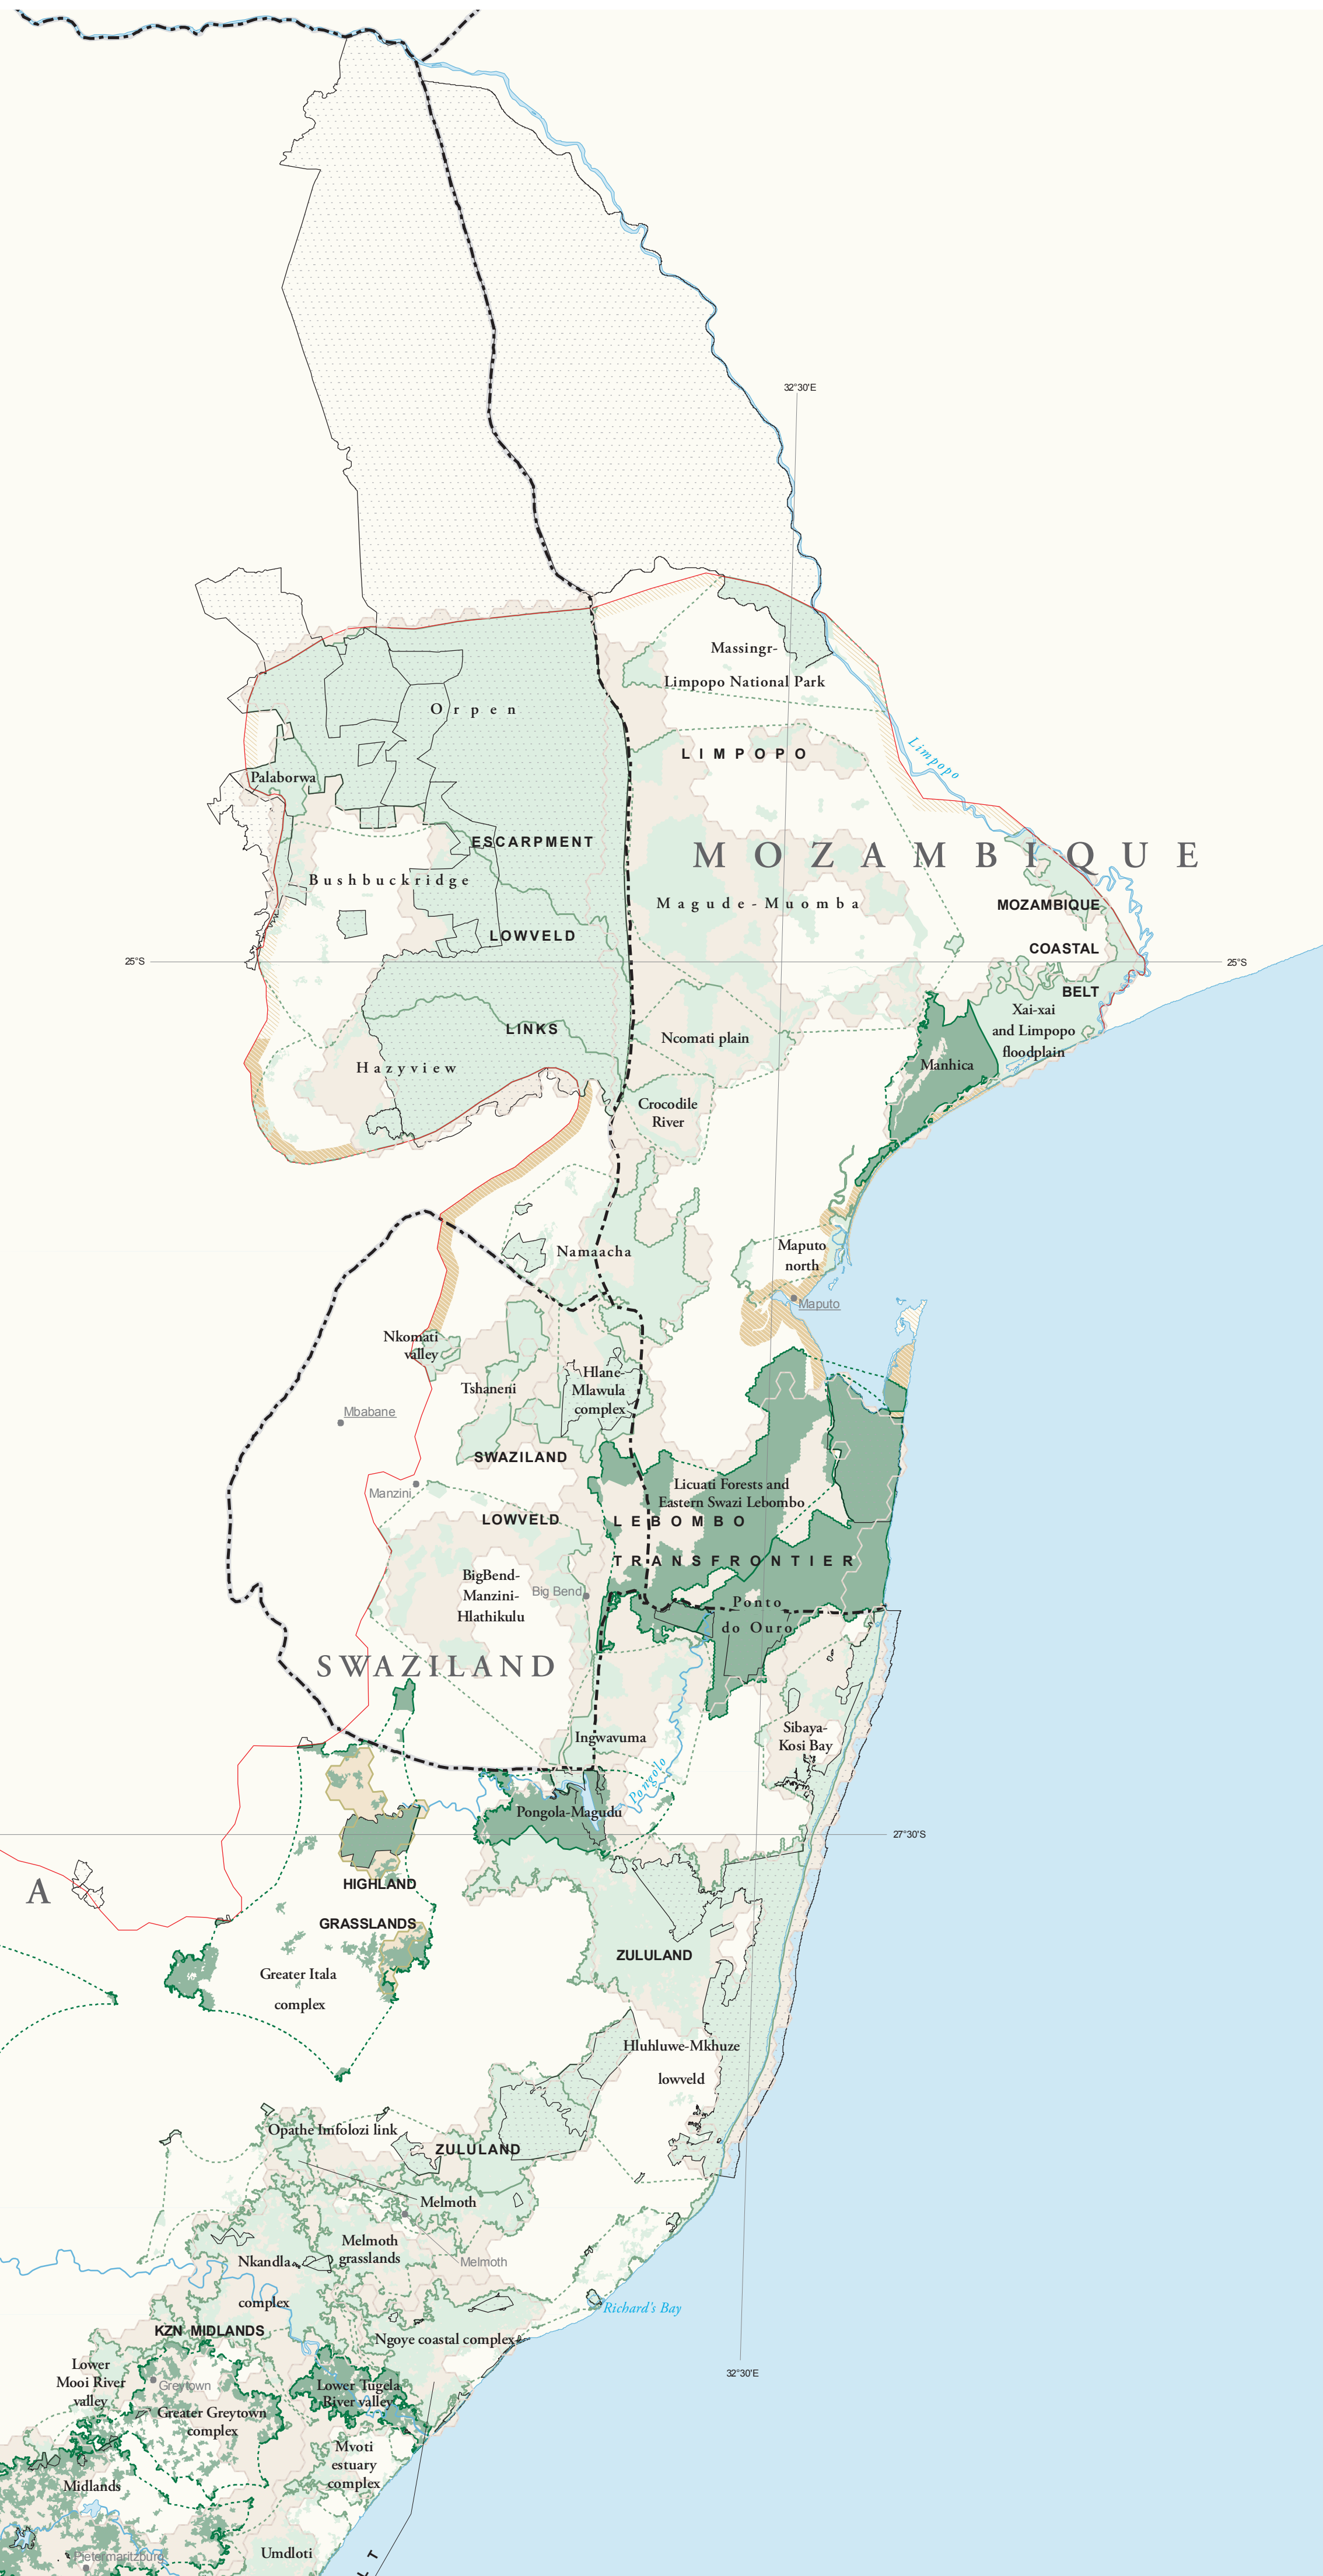 32°30'E
Massingr-
Limpopo National Park
Orpen
LIMPOPO
Limpopo
Palaborwa
ESCARPMENT
MOZAMBIQUE
Bushbuckridge
Magude-Muomba
MOZAMBIQUE
LOWVELD
COASTAL
25°S
25°S
BELT
Xai-xai
and Limpopo
floodplain
LINKS
Ncomati plain
Manhica
Hazyview
Crocodile
River
Namaacha
Maputo
north
Maputo
Nkomati
valley
Tshaneni
Hlane-
Mlawula
complex
Mbabane
SWAZILAND
Manzini
Licuati Forests and
Eastern Swazi Lebombo
LOWVELD
LEBOMBO
TRANSFRONTIER
BigBend-
Manzini-
Hlathikulu
Big Bend
Ponto
do Ouro
SWAZILAND
Sibaya-
Kosi Bay
Ingwavuma
Pongolo
Pongola-Magudu
27°30'S
A
HIGHLAND
GRASSLANDS
ZULULAND
Greater Itala
complex
Hluhluwe-Mkhuze
lowveld
Opathe Imfolozi link
ZULULAND
Melmoth
Melmoth
grasslands
Melmoth
Nkandla
complex
Richard's Bay
KZN MIDLANDS
Ngoye coastal complex
32°30'E
Lower
Mooi River
valley
Greytown
Lower Tugela
River valley
Greater Greytown
complex
Mvoti
estuary
complex
Midlands
Umdloti
Pietermaritzburg
L T